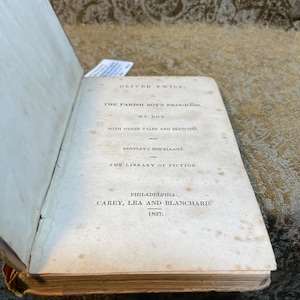 OLIVER TWIST,
OR
THE PARISH BOY'S PROGRESS.
BY BOZ.
WITH OTHER TALES AND SKETCHES,
FROM
BENTLEY'S MISCELLANY,
AND
THE LIBRARY OF FICTION.
PHILADELPHIA:
CAREY, LEA AND BLANCHARD.
1837.